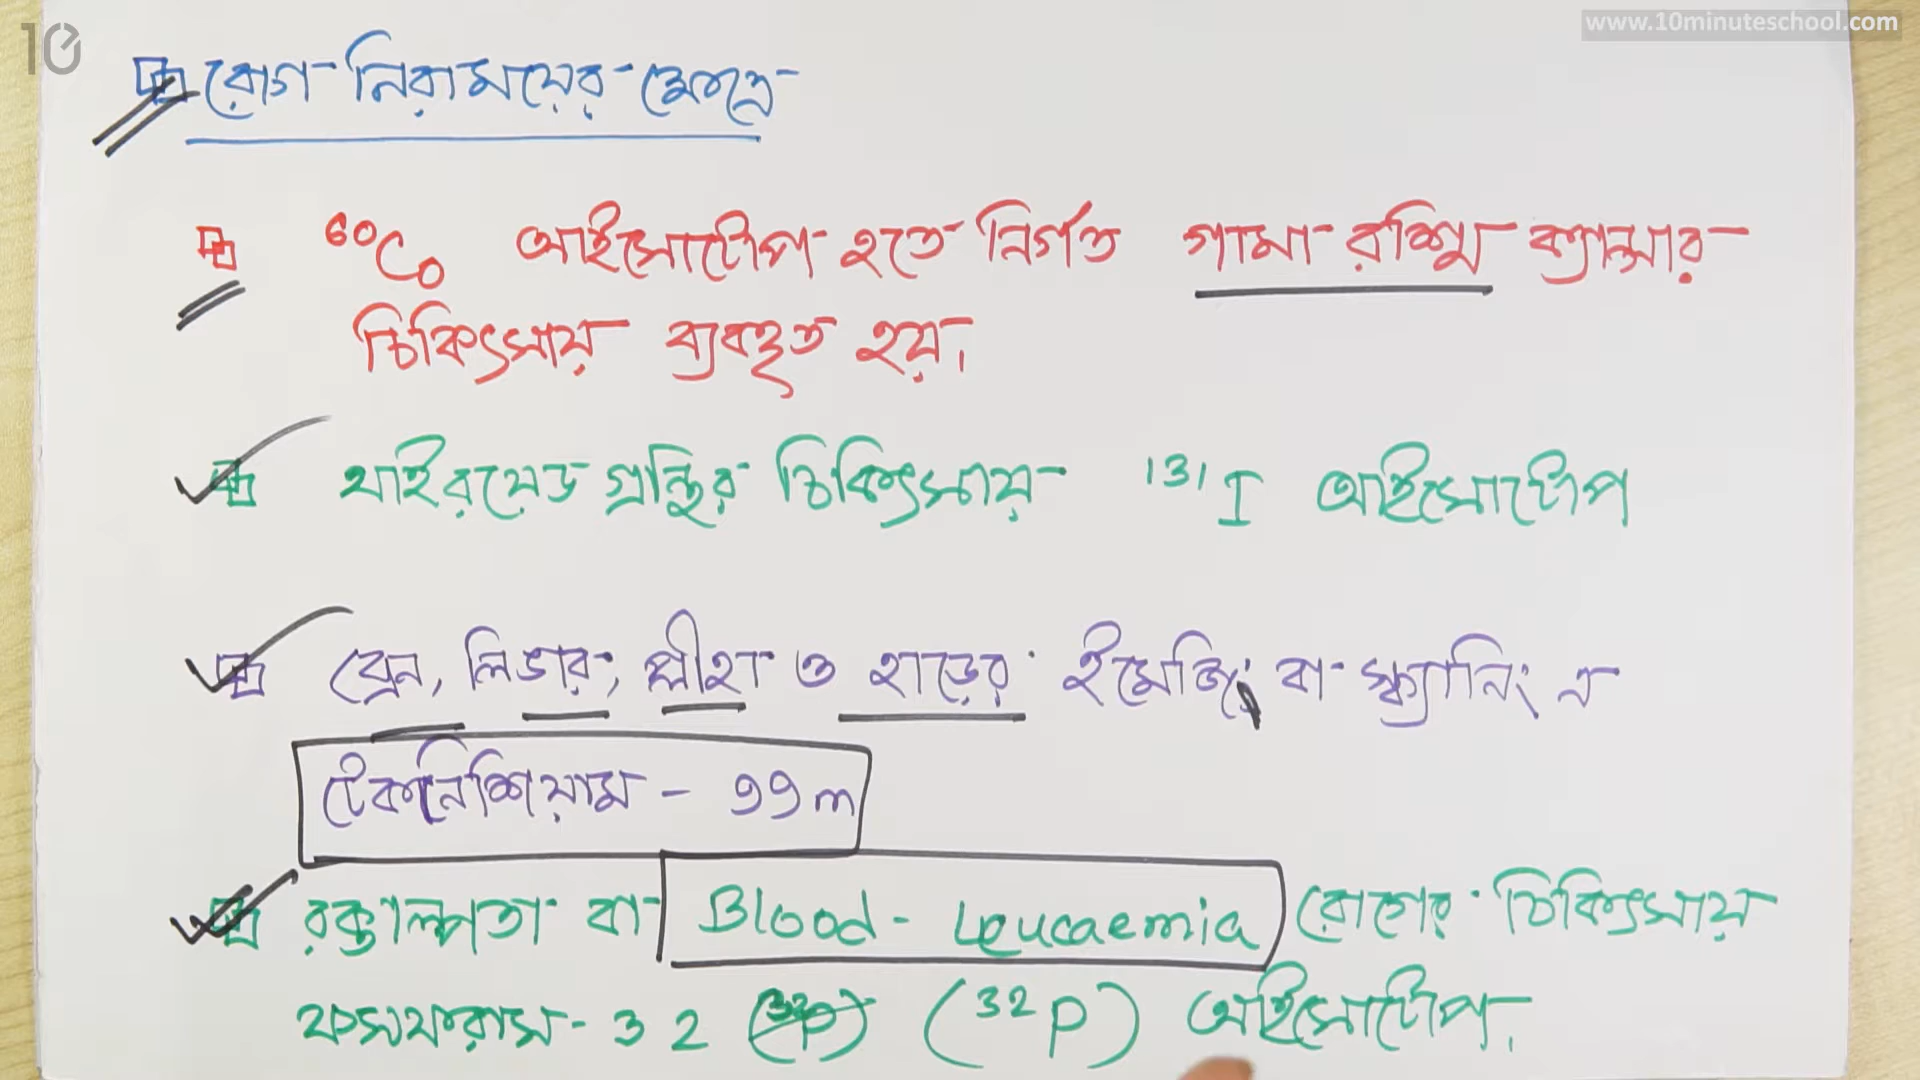 10
www.10minuteschool.com
রোগ নিরাময়ের ক্ষেত্রে
⁶⁰Co আইসোটোপ হতে নির্গত গামা রশ্মি ক্যান্সার
চিকিৎসায় ব্যবহৃত হয়।
থাইরয়েড গ্রন্থির চিকিৎসায় ¹³¹I আইসোটোপ
ব্রেন, লিভার, প্লীহা ও হাড়ের ইমেজিং বা স্ক্যানিং এ
টেকনিশিয়াম - 99m
রক্তাল্পতা বা Blood - Leucaemia রোগের চিকিৎসায়
ফসফরাস - 32 (³²P) আইসোটোপ।